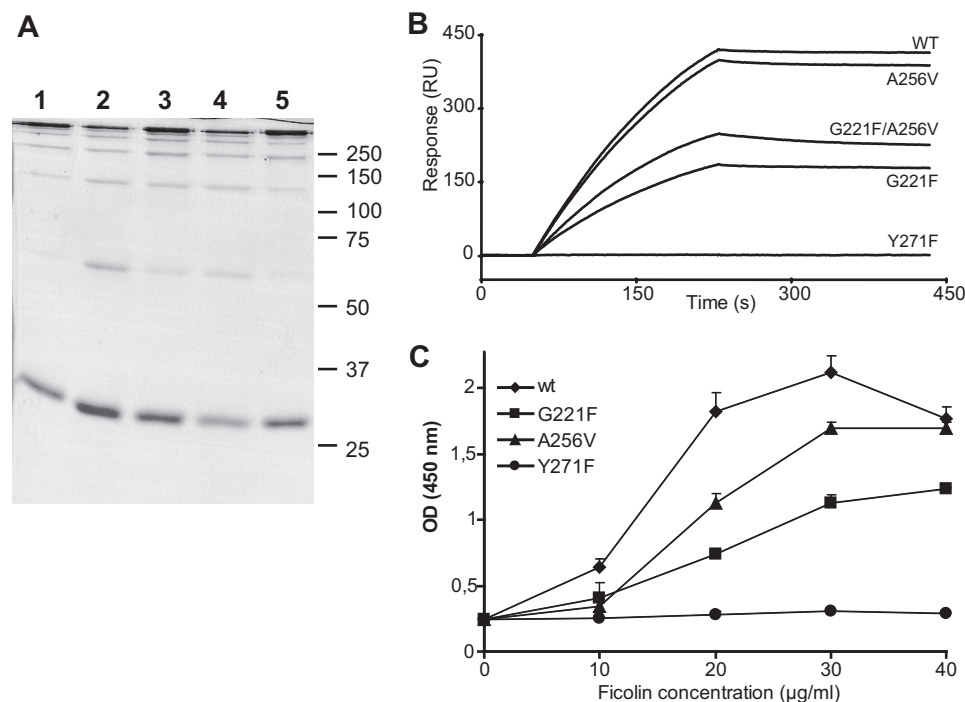 A
1 2 3 4 5
250
150
100
75
50
37
25
B
Response (RU)
450
300
150
0
WT
A256V
G221F/A256V
G221F
Y271F
0 150 300 450
Time (s)
C
OD (450 nm)
2
1,5
1
0,5
0
wt
G221F
A256V
Y271F
0 10 20 30 40
Ficolin concentration (µg/ml)